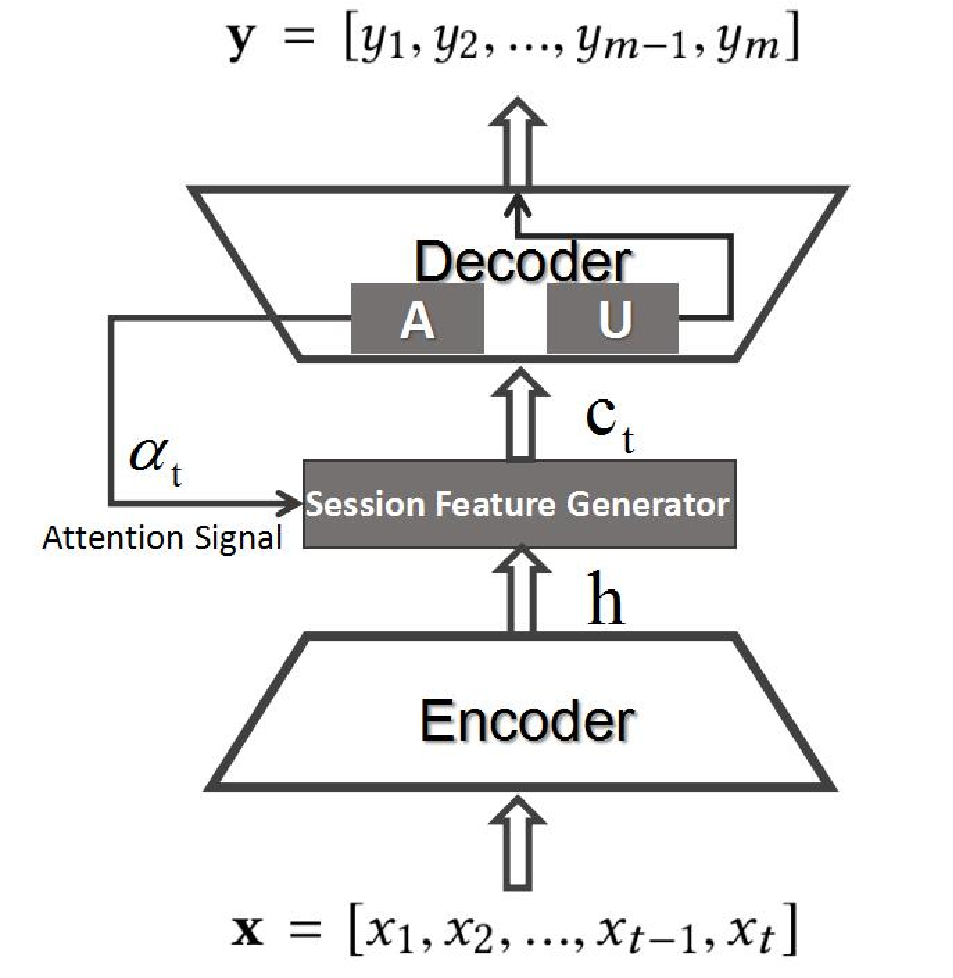 y = [y₁, y₂, ..., yₘ₋₁, yₘ]
Decoder
A U
cₜ
αₜ
Session Feature Generator
Attention Signal
h
Encoder
x = [x₁, x₂, ..., xₜ₋₁, xₜ]